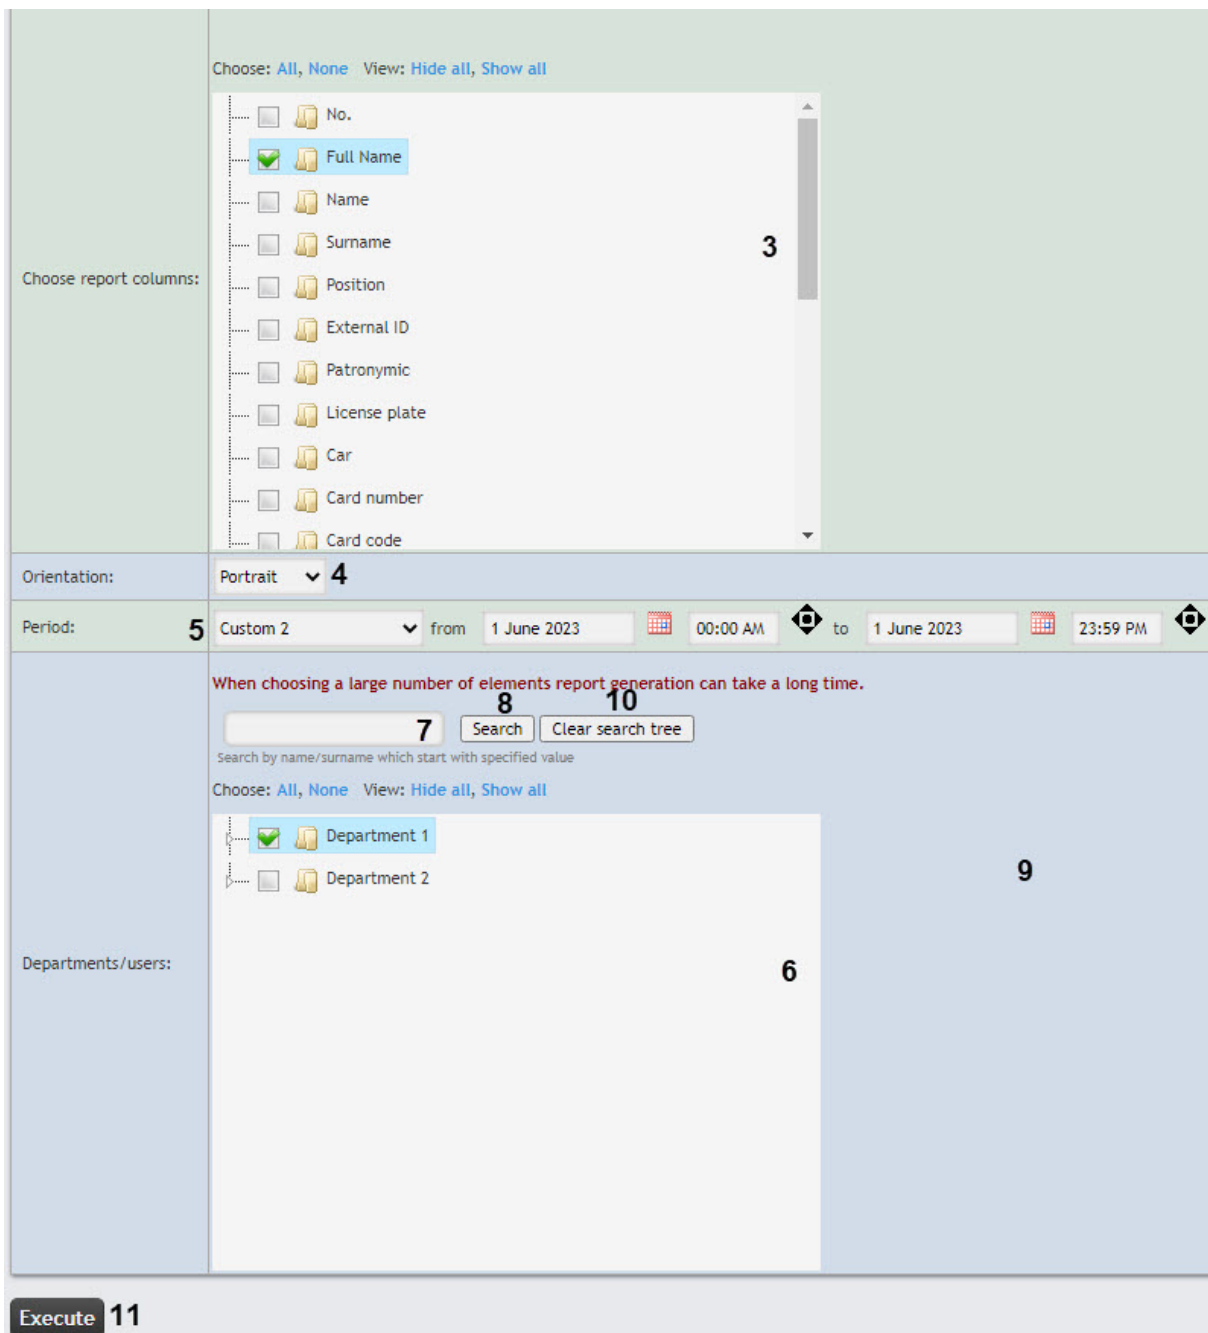 Choose: All, None View: Hide all, Show all
No.
Full Name
Name
Surname
3
Choose report columns:
Position
External ID
Patronymic
License plate
Car
Card number
Card code
Orientation: Portrait 4
Period: 5 Custom 2 from 1 June 2023 00:00 AM to 1 June 2023 23:59 PM
When choosing a large number of elements report generation can take a long time.
8 10
7 Search Clear search tree
Search by name/surname which start with specified value
Choose: All, None View: Hide all, Show all
Department 1
Department 2
9
Departments/users:
6
Execute 11